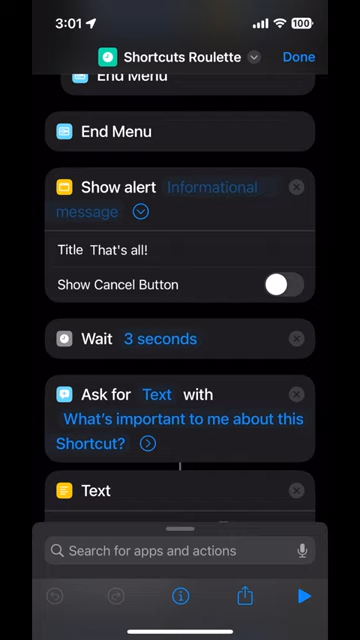 3:01
100
Shortcuts Roulette
Done
End Menu
End Menu
Show alert Informational
message
Title That's all!
Show Cancel Button
Wait 3 seconds
Ask for Text with
What's important to me about this
Shortcut?
Text
Search for apps and actions